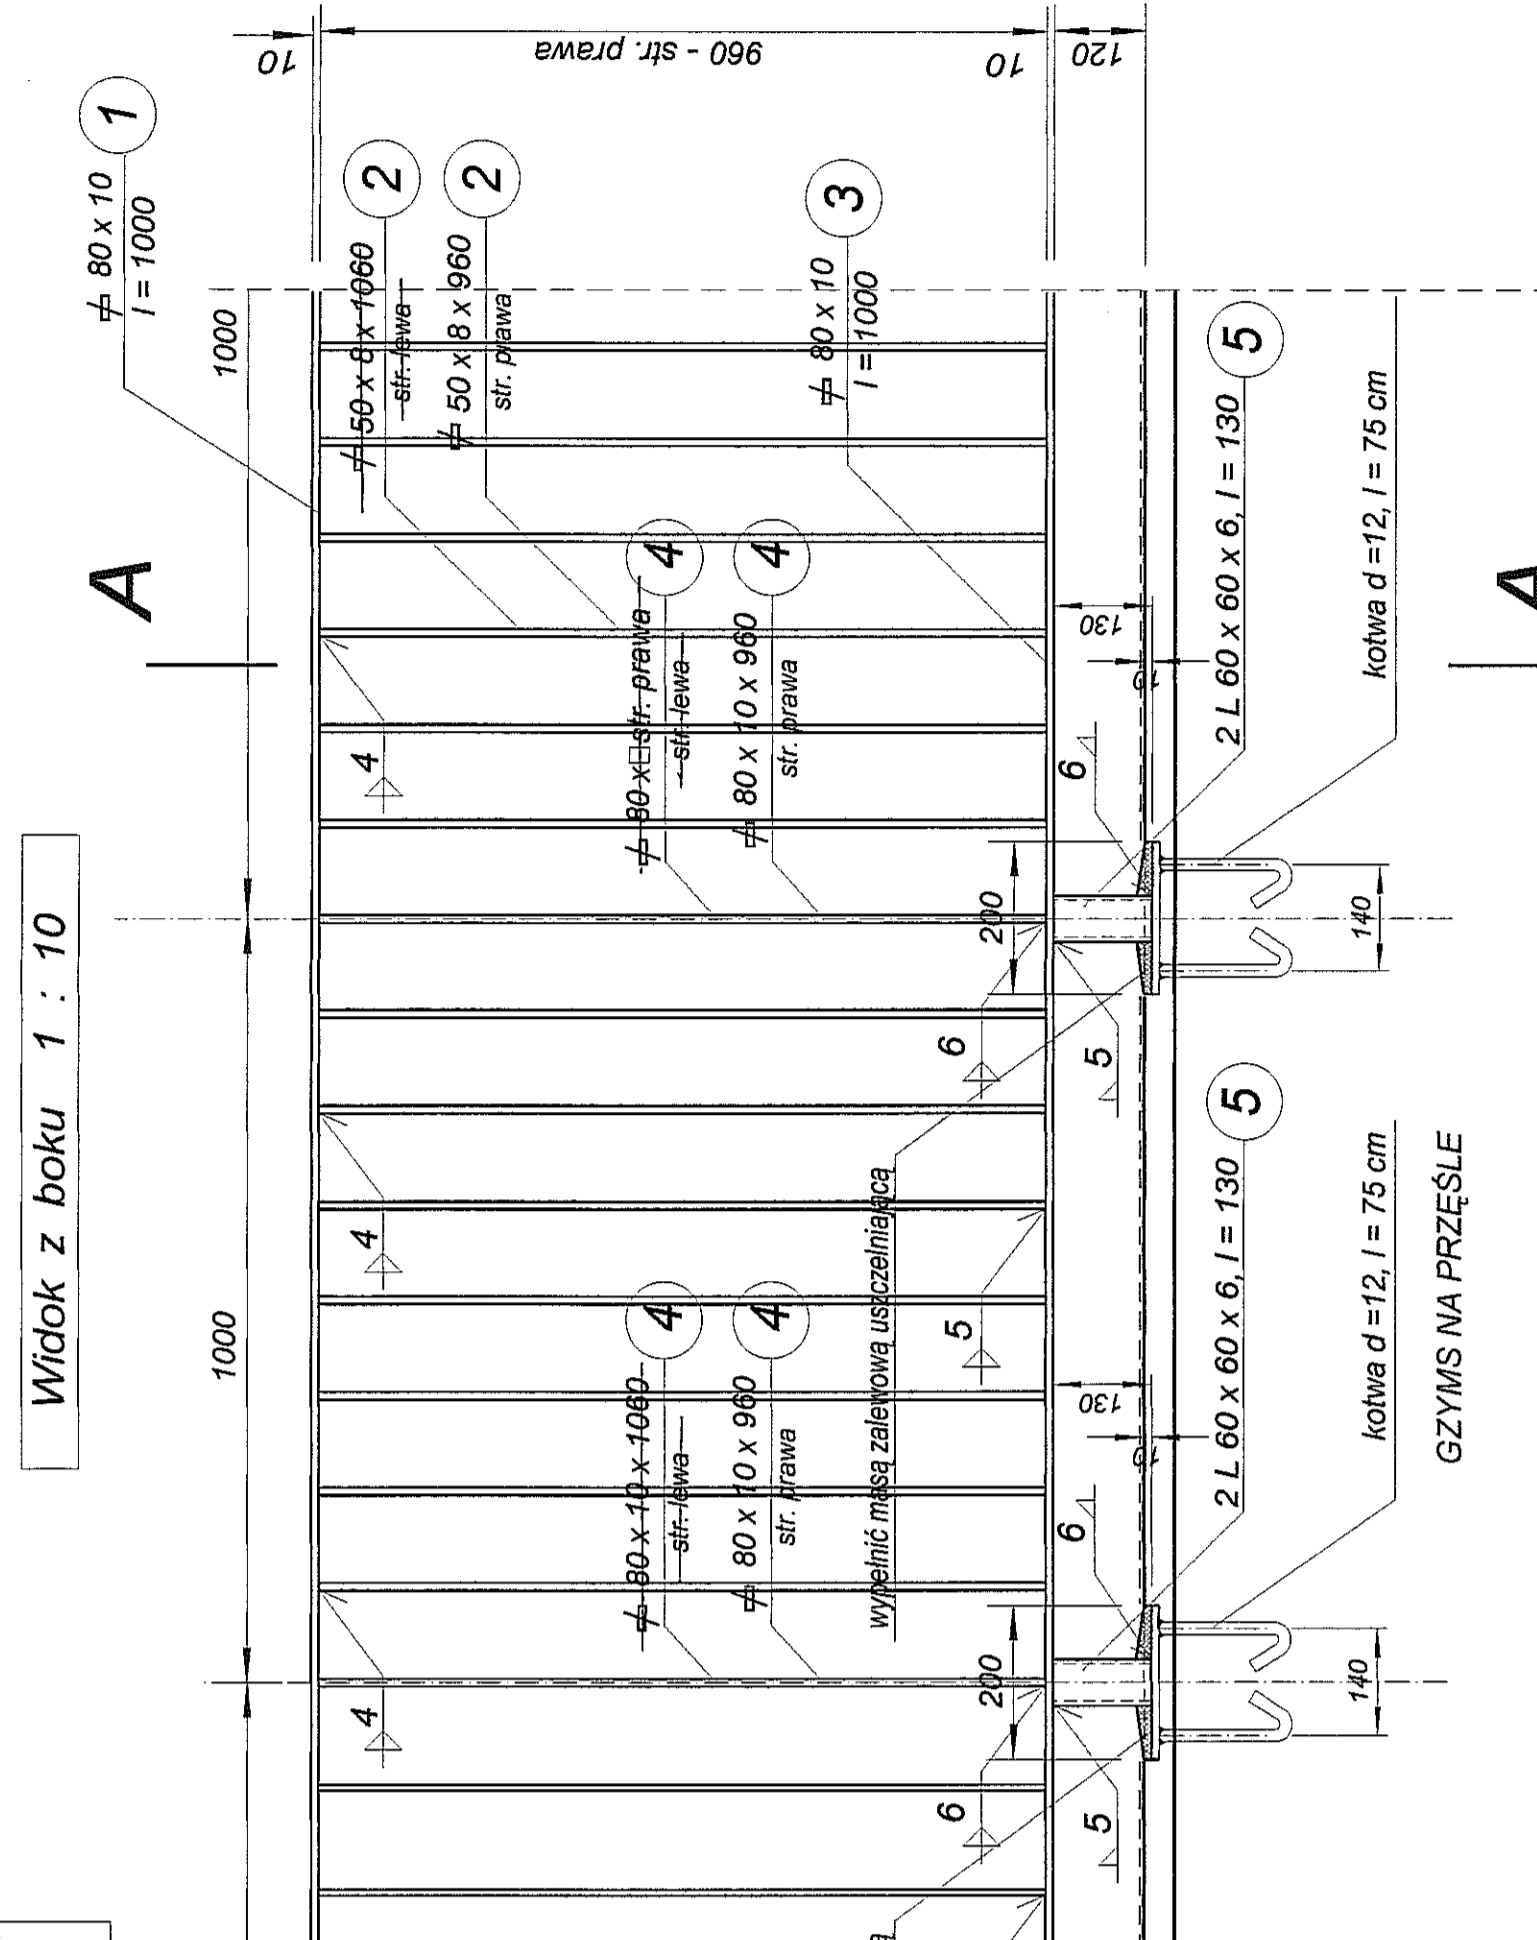 Widok z boku 1 : 10
1000
1000
A
80 x 10
l = 1000
1
50 x 8 x 1060
str. lewa
2
50 x 8 x 960
str. prawa
2
80 x 10
l = 1000
3
10
960 - str. prawa
10
120
4
4
4
80 x □ str. prawa
str. lewa
4
80 x 10 x 960
str. prawa
4
80 x 10 x 1060
str. lewa
4
80 x 10 x 960
str. prawa
4
wypełnić masą zalewową uszczelniającą
5
200
6
5
6
130
10
2 L 60 x 60 x 6, l = 130
5
kotwa d =12, l = 75 cm
140
200
6
5
6
130
2 L 60 x 60 x 6, l = 130
5
kotwa d =12, l = 75 cm
140
GZYMS NA PRZĘŚLE
A